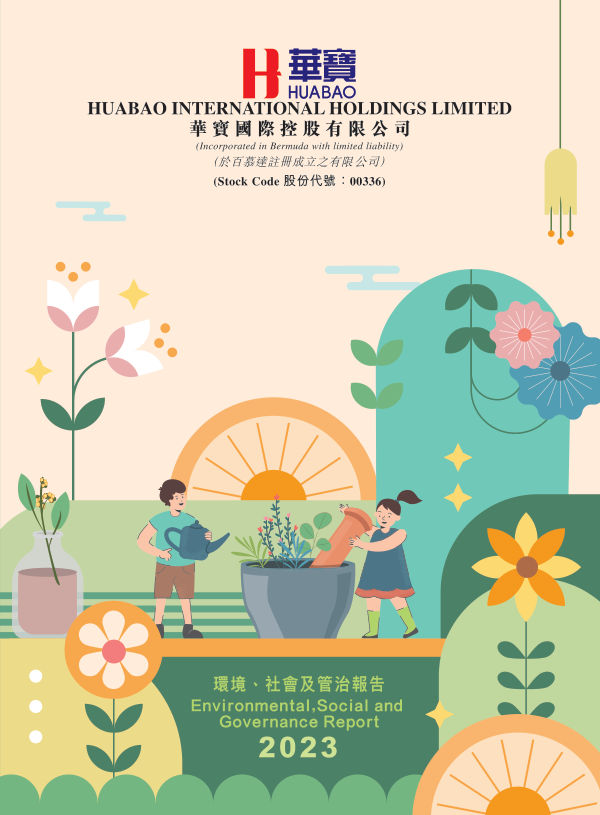 華寶
HUABAO
HUABAO INTERNATIONAL HOLDINGS LIMITED
華寶國際控股有限公司
(Incorporated in Bermuda with limited liability)
(於百慕達註冊成立之有限公司)
(Stock Code 股份代號：00336)
環境、社會及管治報告
Environmental,Social and
Governance Report
2023